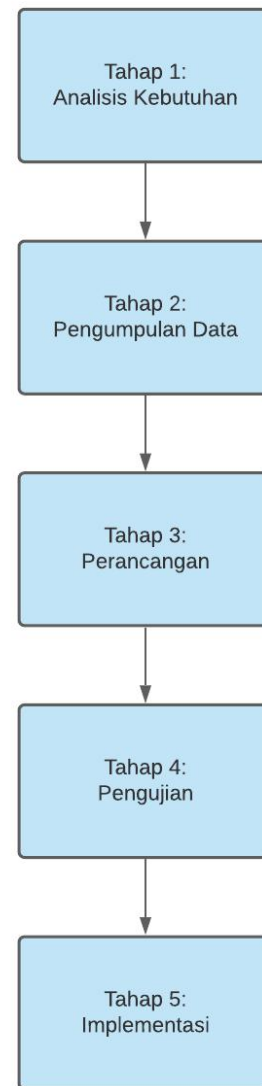 Tahap 1:
Analisis Kebutuhan
Tahap 2:
Pengumpulan Data
Tahap 3:
Perancangan
Tahap 4:
Pengujian
Tahap 5:
Implementasi